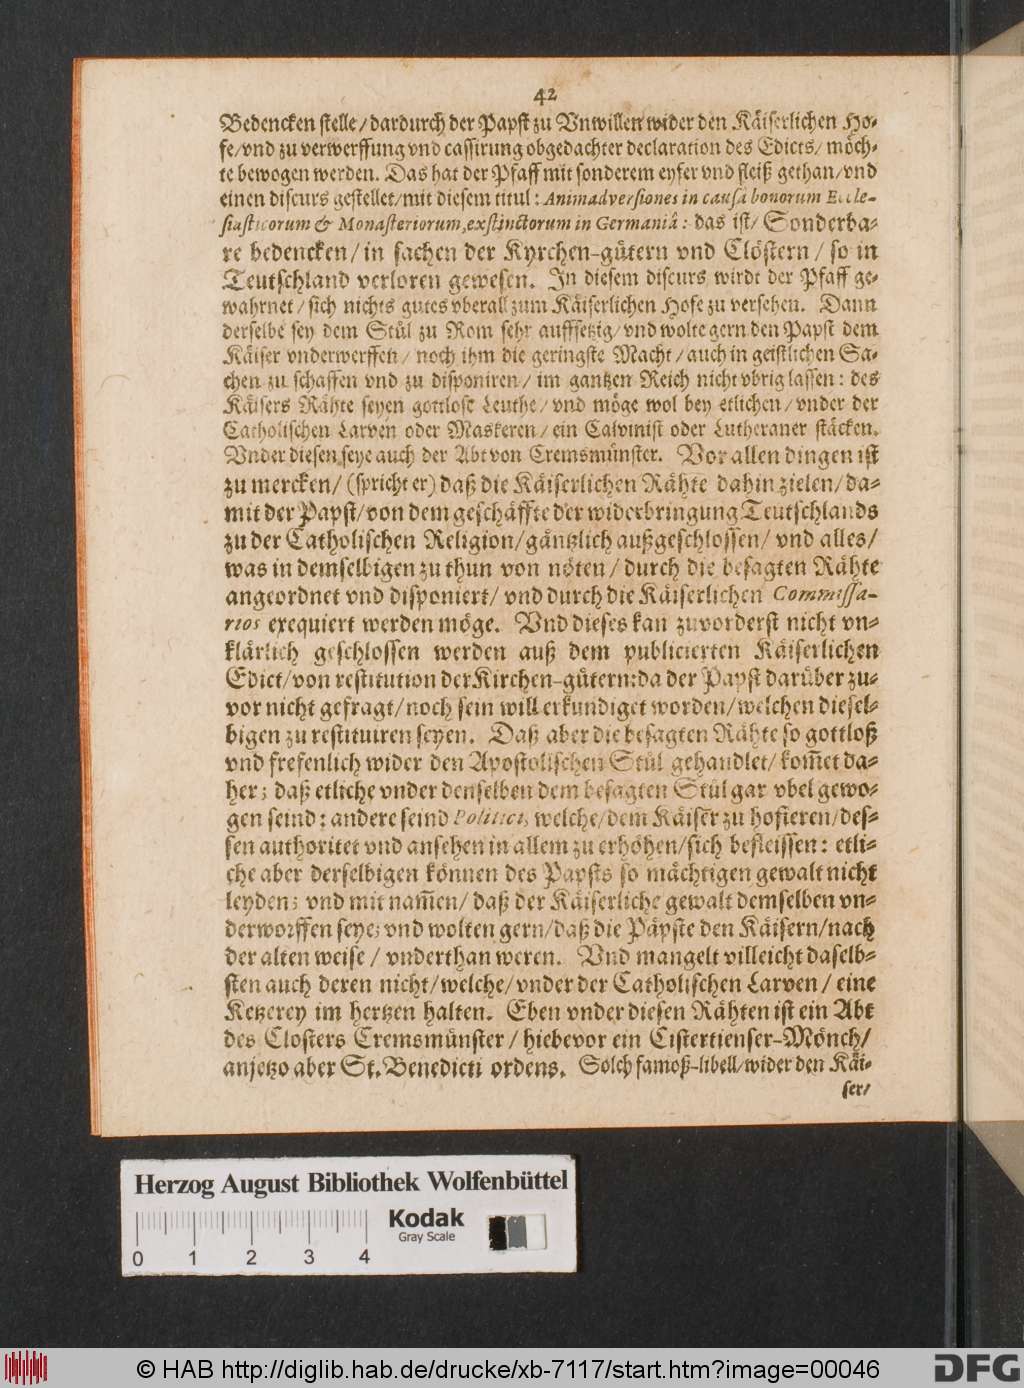 42
Bedencken stelle/ dardurch der Papst zu Vnwillen wider den Käiserlichen Ho-
fe/vnd zu verwerffung vnd cassirung obgedachter declaration des Edicts/ möch-
te bewogen werden. Das hat der Pfaff mit sonderem eyfer vnd fleiß gethan/vnd
einen discurs gestellet/mit diesem titul: Animadversiones in causâ bonorum Eccle-
siasticorum & Monasteriorum, exstinctorum in Germaniâ: das ist/ Sonderba-
re bedencken/ in sachen der Kyrchen-gütern vnd Clöstern/ so in
Teutschland verloren gewesen. In diesem discurs wirdt der Pfaff ge-
wahrnet/ sich nichts gutes vberall zum Käiserlichen Hofe zu versehen. Dann
derselbe sey dem Stůl zu Rom sehr aufffsetzig/ vnd wolte gern den Papst dem
Käiser vnderwerffen/ noch ihm die geringste Macht/ auch in geistlichen Sa-
chen zu schaffen vnd zu disponiren/ im gantzen Reich nicht vbrig lassen: des
Käisers Rähte seyen gottlose Leuthe/ vnd möge wol bey etlichen/ vnder der
Catholischen Larven oder Maskeren/ ein Calvinist oder Lutheraner stäcken.
Vnder diesen seye auch der Abt von Cremsmünster. Vor allen dingen ist
zu mercken/ (spricht er) daß die Käiserlichen Rähte dahin zielen/ da-
mit der Papst/ von dem geschäffte der widerbringung Teutschlands
zu der Catholischen Religion/ gäntzlich außgeschlossen/ vnd alles/
was in demselbigen zu thun von nöten/ durch die besagten Rähte
angeordnet vnd disponiert/ vnd durch die Käiserlichen Commissa-
rios exequiert werden möge. Vnd dieses kan zuvorderst nicht vn-
klärlich geschlossen werden auß dem publicierten Käiserlichen
Edict/ von restitution der Kirchen-gütern: da der Papst darüber zu-
vor nicht gefragt/ noch sein will erkundiget worden/ welchen diesel-
bigen zu restituiren seyen. Daß aber die besagten Rähte so gottloß
vnd frefenlich wider den Apostolischen Stůl gehandlet/ kom̃et da-
her; daß etliche vnder denselben dem besagten Stůl gar vbel gewo-
gen seind: andere seind Politici, welche/ dem Käiser zu hofieren/ des-
sen authoritet vnd ansehen in allem zu erhöhen/ sich befleissen: etli-
che aber derselbigen können des Papsts so mächtigen gewalt nicht
leyden; vnd mit nam̃en/ daß der Käiserliche gewalt demselben vn-
derworffen seye; vnd wolten gern/ daß die Päpste den Käisern/ nach
der alten weise/ vnderthan weren. Vnd mangelt villeicht daselb-
sten auch deren nicht/ welche/ vnder der Catholischen Larven/ eine
Ketzerey im hertzen halten. Eben vnder diesen Rähten ist ein Abt
des Closters Cremsmünster/ hiebevor ein Cistertienser-Mönch/
anjetzo aber St. Benedicti ordens. Solch famoß-libell/ wider den Käi-
ser/
Herzog August Bibliothek Wolfenbüttel
Kodak
Gray Scale
0 1 2 3 4
© HAB http://diglib.hab.de/drucke/xb-7117/start.htm?image=00046
DFG